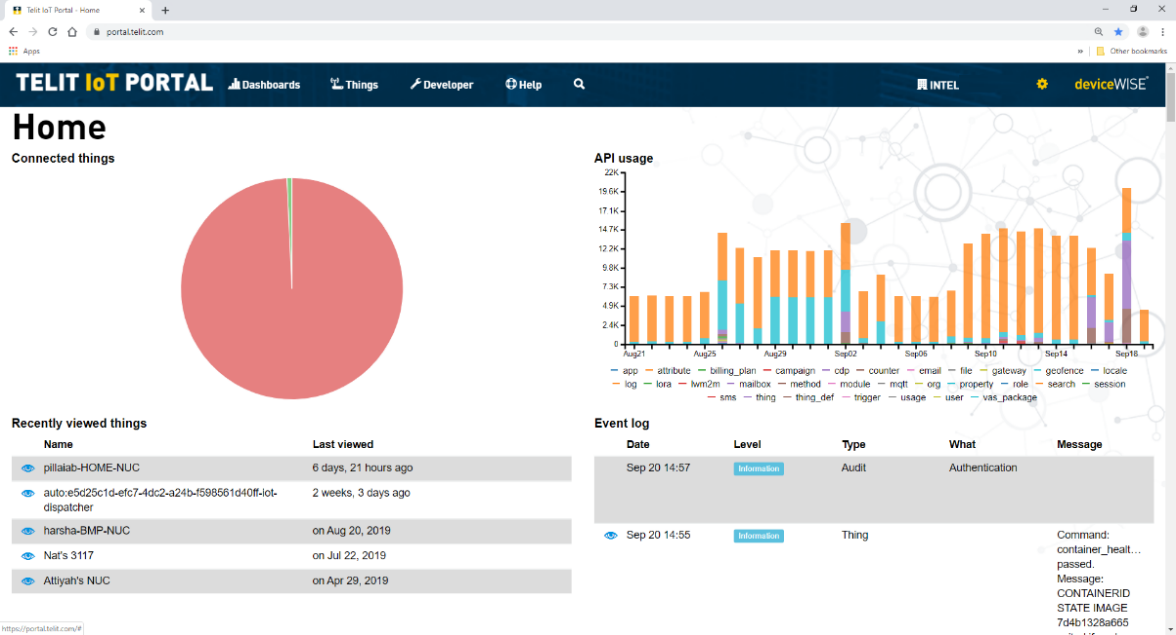 Telit IoT Portal - Home
portal.telit.com
Apps
Other bookmarks
TELIT IoT PORTAL Dashboards Things Developer Help INTEL deviceWISE
Home
Connected things
API usage
22K
19.6K
17.1K
14.7K
12.2K
9.8K
7.3K
4.9K
2.4K
0
Aug21 Aug25 Aug29 Sep02 Sep06 Sep10 Sep14 Sep18
app attribute billing_plan campaign cdp counter email file gateway geofence locale
log lora lwm2m mailbox method module mqtt org property role search session
sms thing thing_def trigger usage user vas_package
Recently viewed things
Name Last viewed
pillaiab-HOME-NUC 6 days, 21 hours ago
auto:e5d25c1d-efc7-4dc2-a24b-f598561d40ff-iot-
dispatcher 2 weeks, 3 days ago
harsha-BMP-NUC on Aug 20, 2019
Nat's 3117 on Jul 22, 2019
Attiyah's NUC on Apr 29, 2019
Event log
Date Level Type What Message
Sep 20 14:57 Information Audit Authentication
Sep 20 14:55 Information Thing Command:
container_healt...
passed.
Message:
CONTAINERID
STATE IMAGE
7d4b1328a665
https://portal.telit.com/#